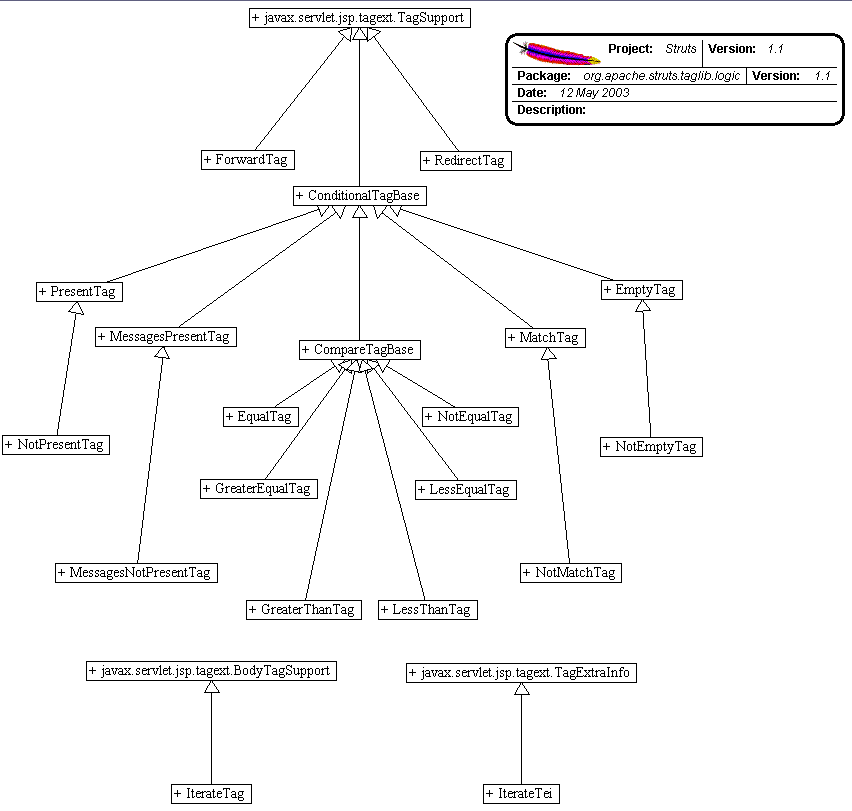 + javax.servlet.jsp.tagext.TagSupport
Project: Struts Version: 1.1
Package: org.apache.struts.taglib.logic Version: 1.1
Date: 12 May 2003
Description:
+ ForwardTag
+ RedirectTag
+ ConditionalTagBase
+ PresentTag
+ EmptyTag
+ MessagesPresentTag
+ MatchTag
+ CompareTagBase
+ EqualTag
+ NotEqualTag
+ NotPresentTag
+ NotEmptyTag
+ GreaterEqualTag
+ LessEqualTag
+ MessagesNotPresentTag
+ NotMatchTag
+ GreaterThanTag
+ LessThanTag
+ javax.servlet.jsp.tagext.BodyTagSupport
+ javax.servlet.jsp.tagext.TagExtraInfo
+ IterateTag
+ IterateTei